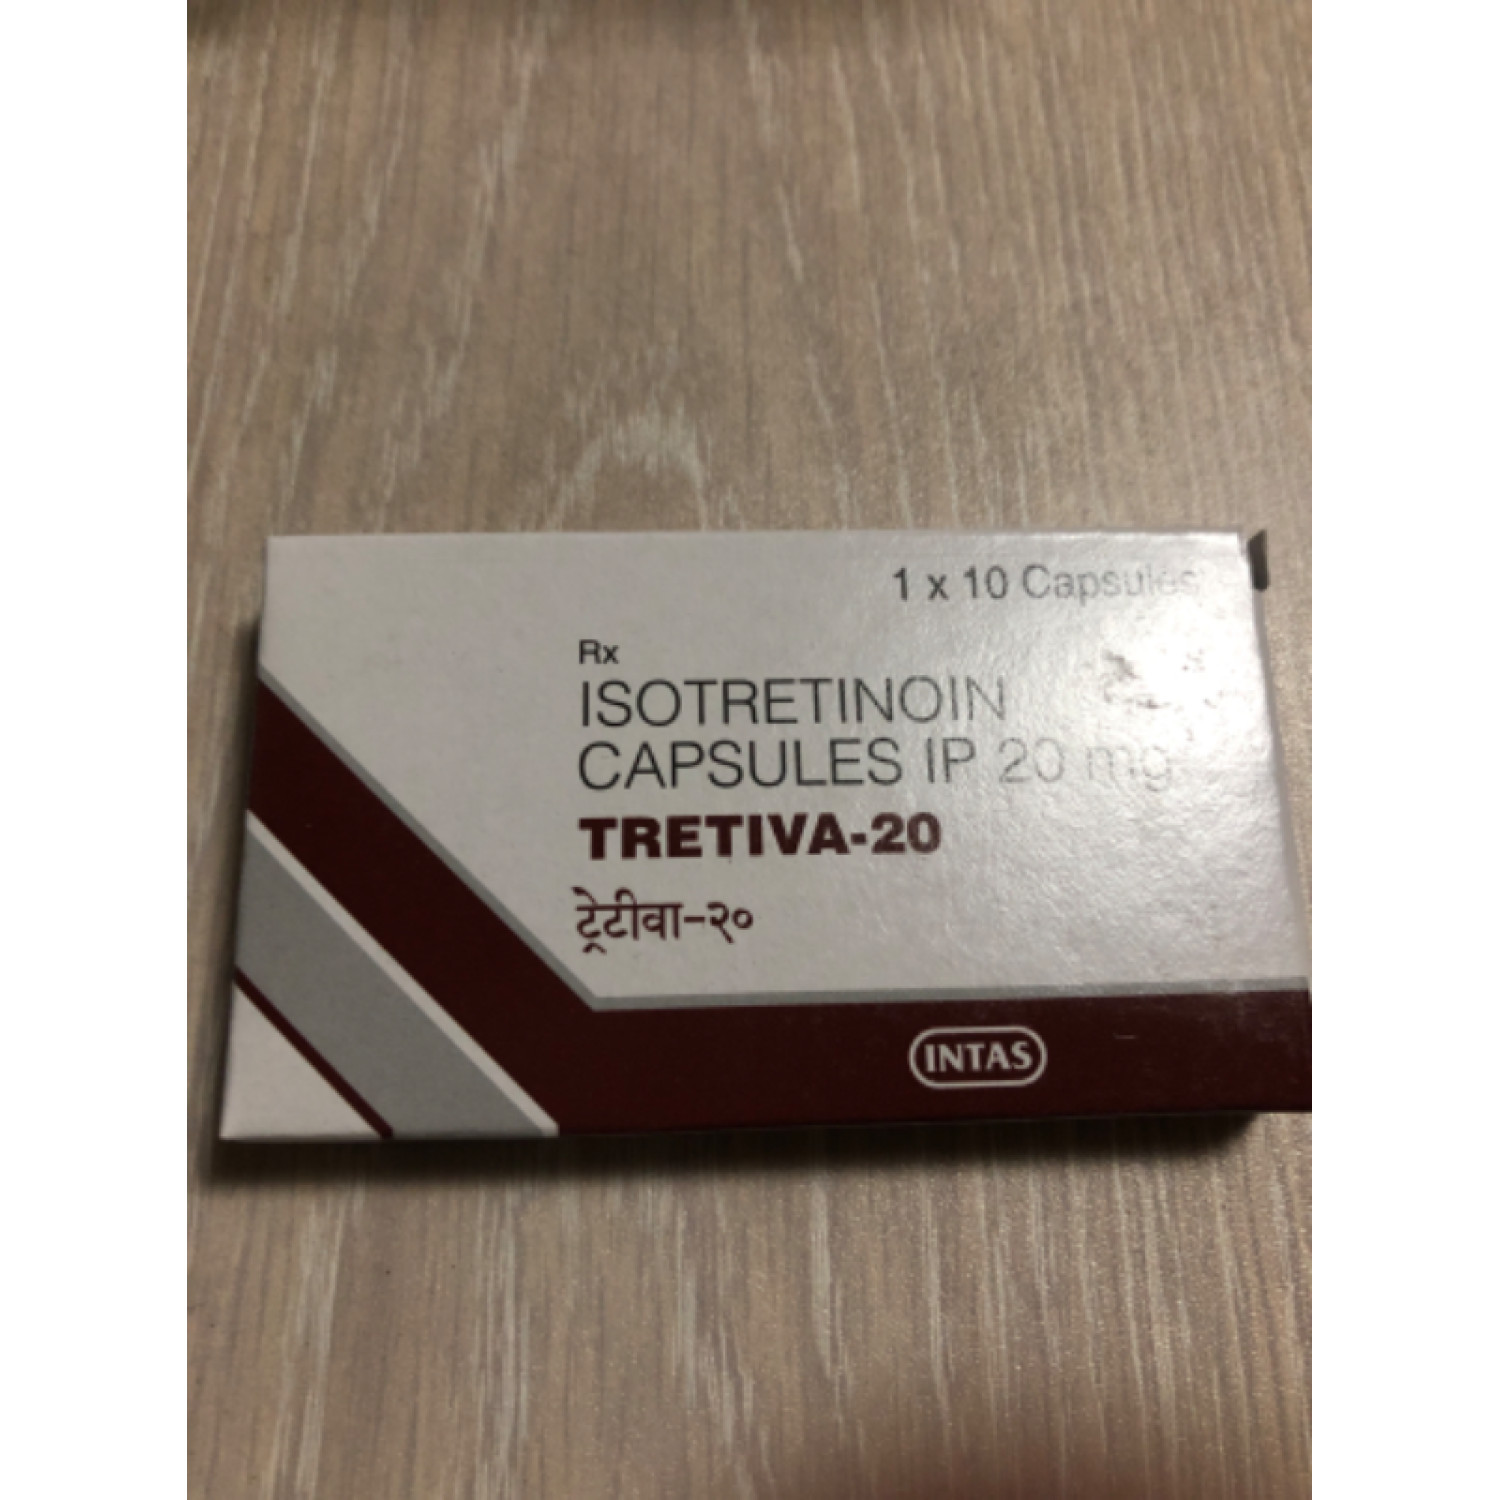 1 x 10 Capsules
Rx
ISOTRETINOIN
CAPSULES IP 20 mg
TRETIVA-20
ट्रेटीवा-२०
INTAS